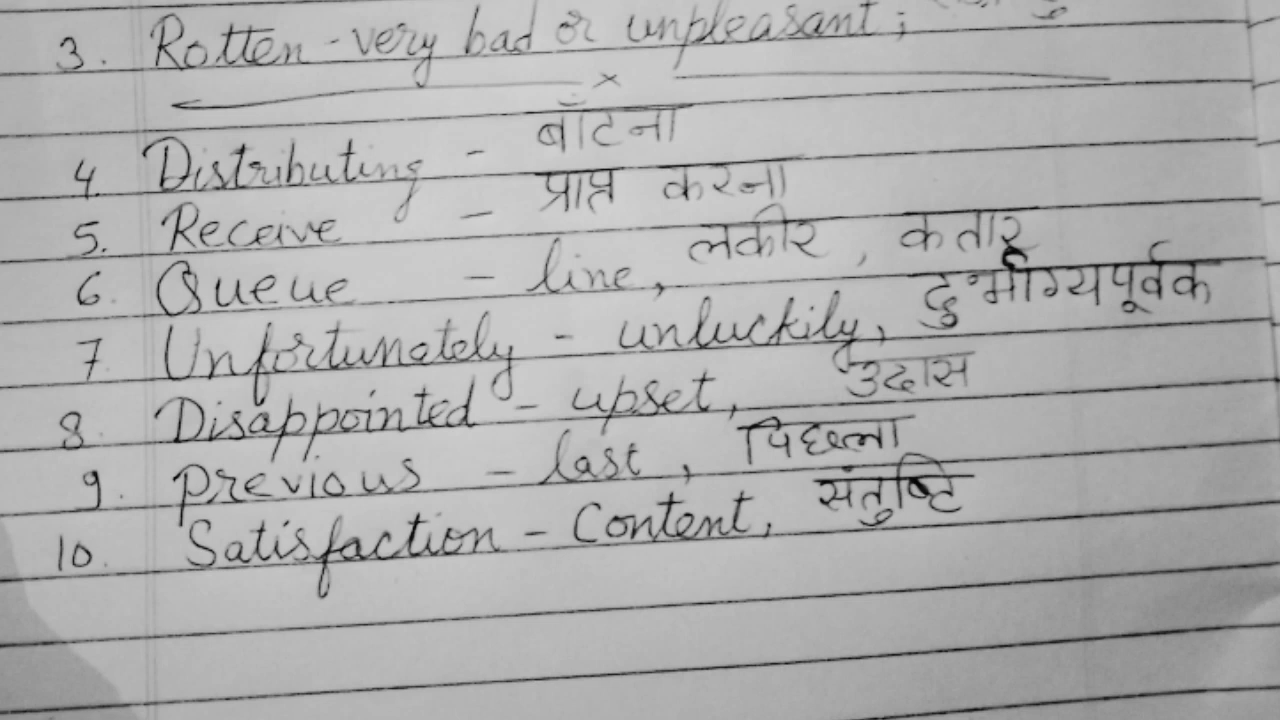 3. Rotten - very bad or unpleasant;
4. Distributing - बाँटना
5. Receive - प्राप्त करना
6. Queue - line, लकीर, कतार
7. Unfortunately - unluckily, दुर्भाग्यपूर्वक
8. Disappointed - upset, उदास
9. Previous - last, पिछला
10. Satisfaction - Content, संतुष्टि